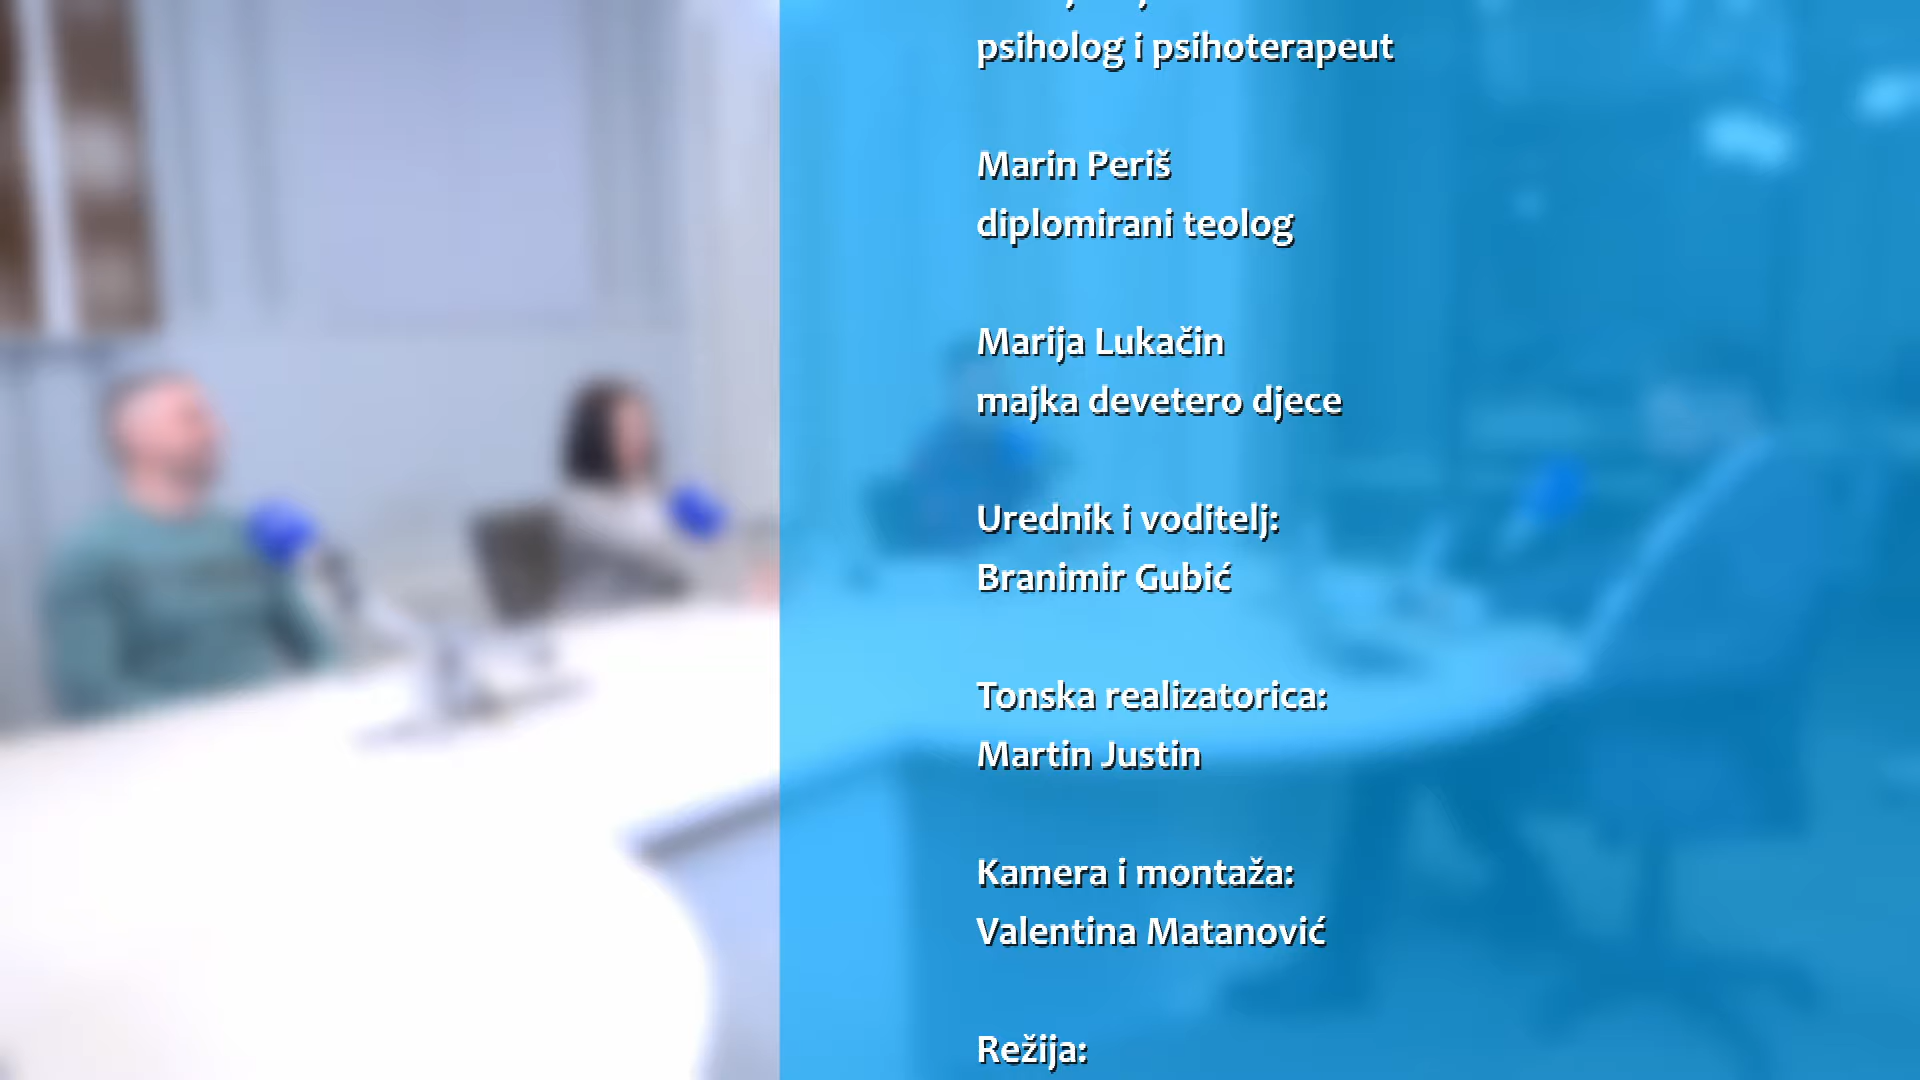 psiholog i psihoterapeut
Marin Periš
diplomirani teolog
Marija Lukačin
majka devetero djece
Urednik i voditelj:
Branimir Gubić
Tonska realizatorica:
Martin Justin
Kamera i montaža:
Valentina Matanović
Režija: